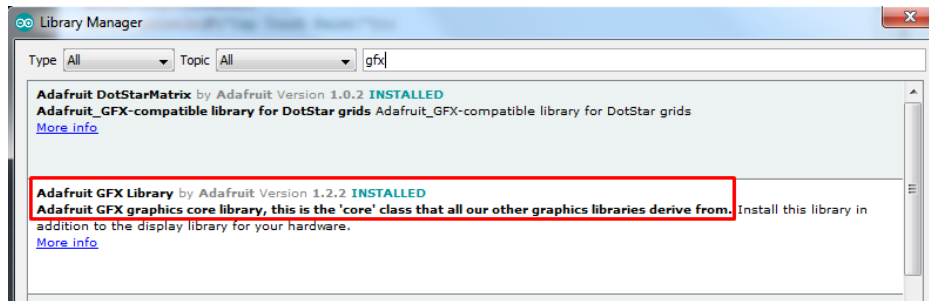 Library Manager
Type All Topic All gfx
Adafruit DotStarMatrix by Adafruit Version 1.0.2 INSTALLED
Adafruit_GFX-compatible library for DotStar grids Adafruit_GFX-compatible library for DotStar grids
More info
Adafruit GFX Library by Adafruit Version 1.2.2 INSTALLED
Adafruit GFX graphics core library, this is the 'core' class that all our other graphics libraries derive from. Install this library in
addition to the display library for your hardware.
More info